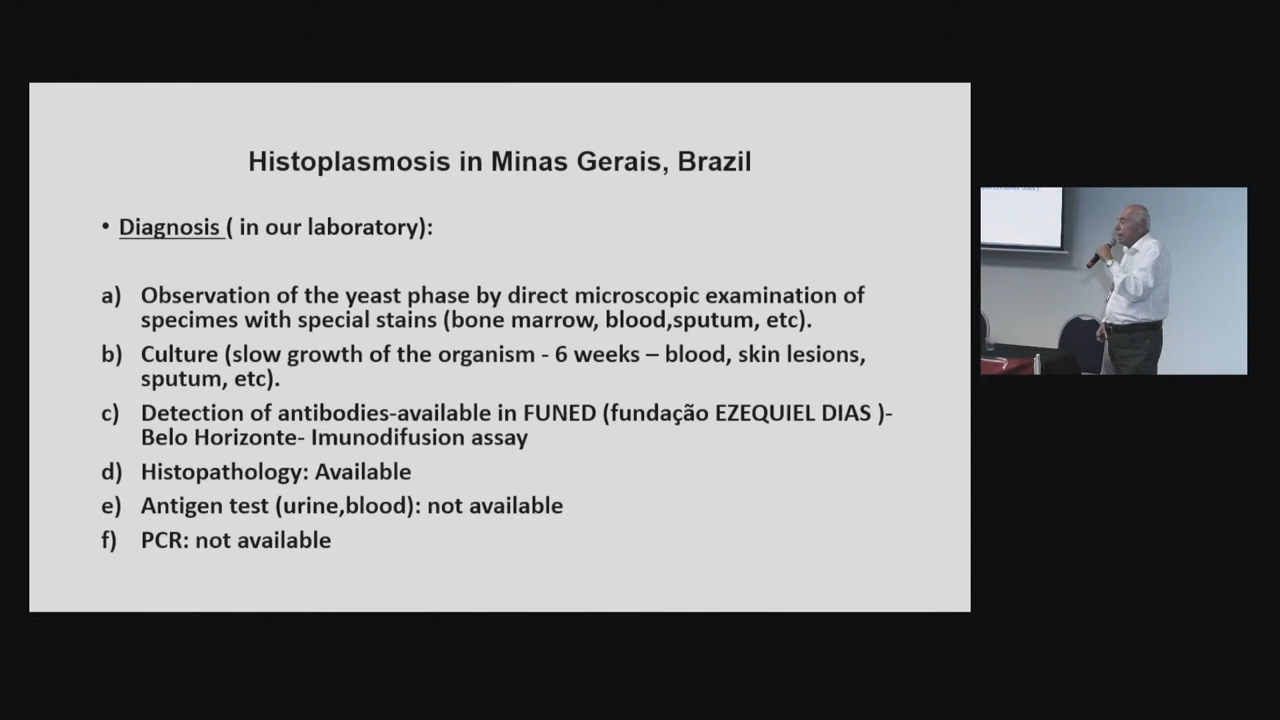 Histoplasmosis in Minas Gerais, Brazil
• Diagnosis ( in our laboratory):
a) Observation of the yeast phase by direct microscopic examination of
specimes with special stains (bone marrow, blood,sputum, etc).
b) Culture (slow growth of the organism - 6 weeks – blood, skin lesions,
sputum, etc).
c) Detection of antibodies-available in FUNED (fundação EZEQUIEL DIAS )-
Belo Horizonte- Imunodifusion assay
d) Histopathology: Available
e) Antigen test (urine,blood): not available
f) PCR: not available